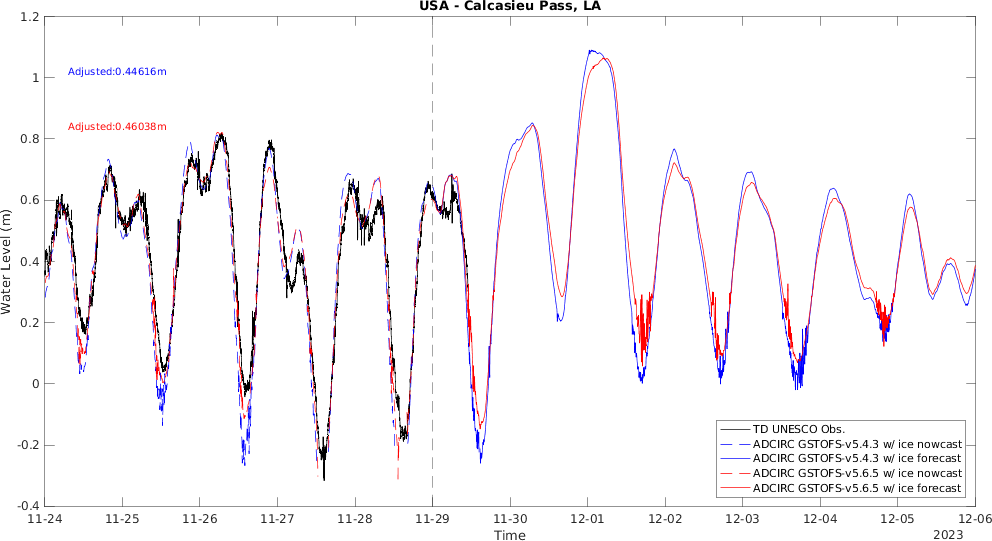 USA - Calcasieu Pass, LA
1.2
1
0.8
0.6
0.4
0.2
0
-0.2
-0.4
Water Level (m)
Adjusted:0.44616m
Adjusted:0.46038m
TD UNESCO Obs.
ADCIRC GSTOFS-v5.4.3 w/ ice nowcast
ADCIRC GSTOFS-v5.4.3 w/ ice forecast
ADCIRC GSTOFS-v5.6.5 w/ ice nowcast
ADCIRC GSTOFS-v5.6.5 w/ ice forecast
11-24 11-25 11-26 11-27 11-28 11-29 11-30 12-01 12-02 12-03 12-04 12-05 12-06
Time
2023